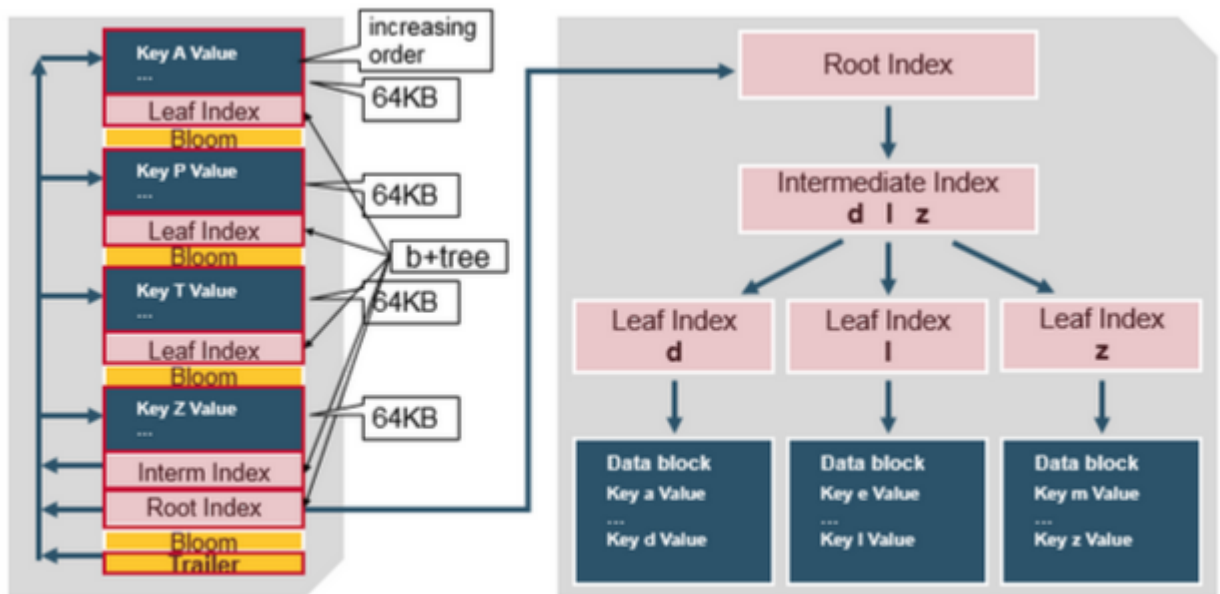 Key A Value
...
Leaf Index
Bloom
Key P Value
...
Leaf Index
Bloom
Key T Value
...
Leaf Index
Bloom
Key Z Value
...
Interm Index
Root Index
Bloom
Trailer
increasing
order
64KB
64KB
b+tree
64KB
64KB
Root Index
Intermediate Index
d l z
Leaf Index
d
Leaf Index
l
Leaf Index
z
Data block
Key a Value
...
Key d Value
Data block
Key e Value
...
Key l Value
Data block
Key m Value
...
Key z Value